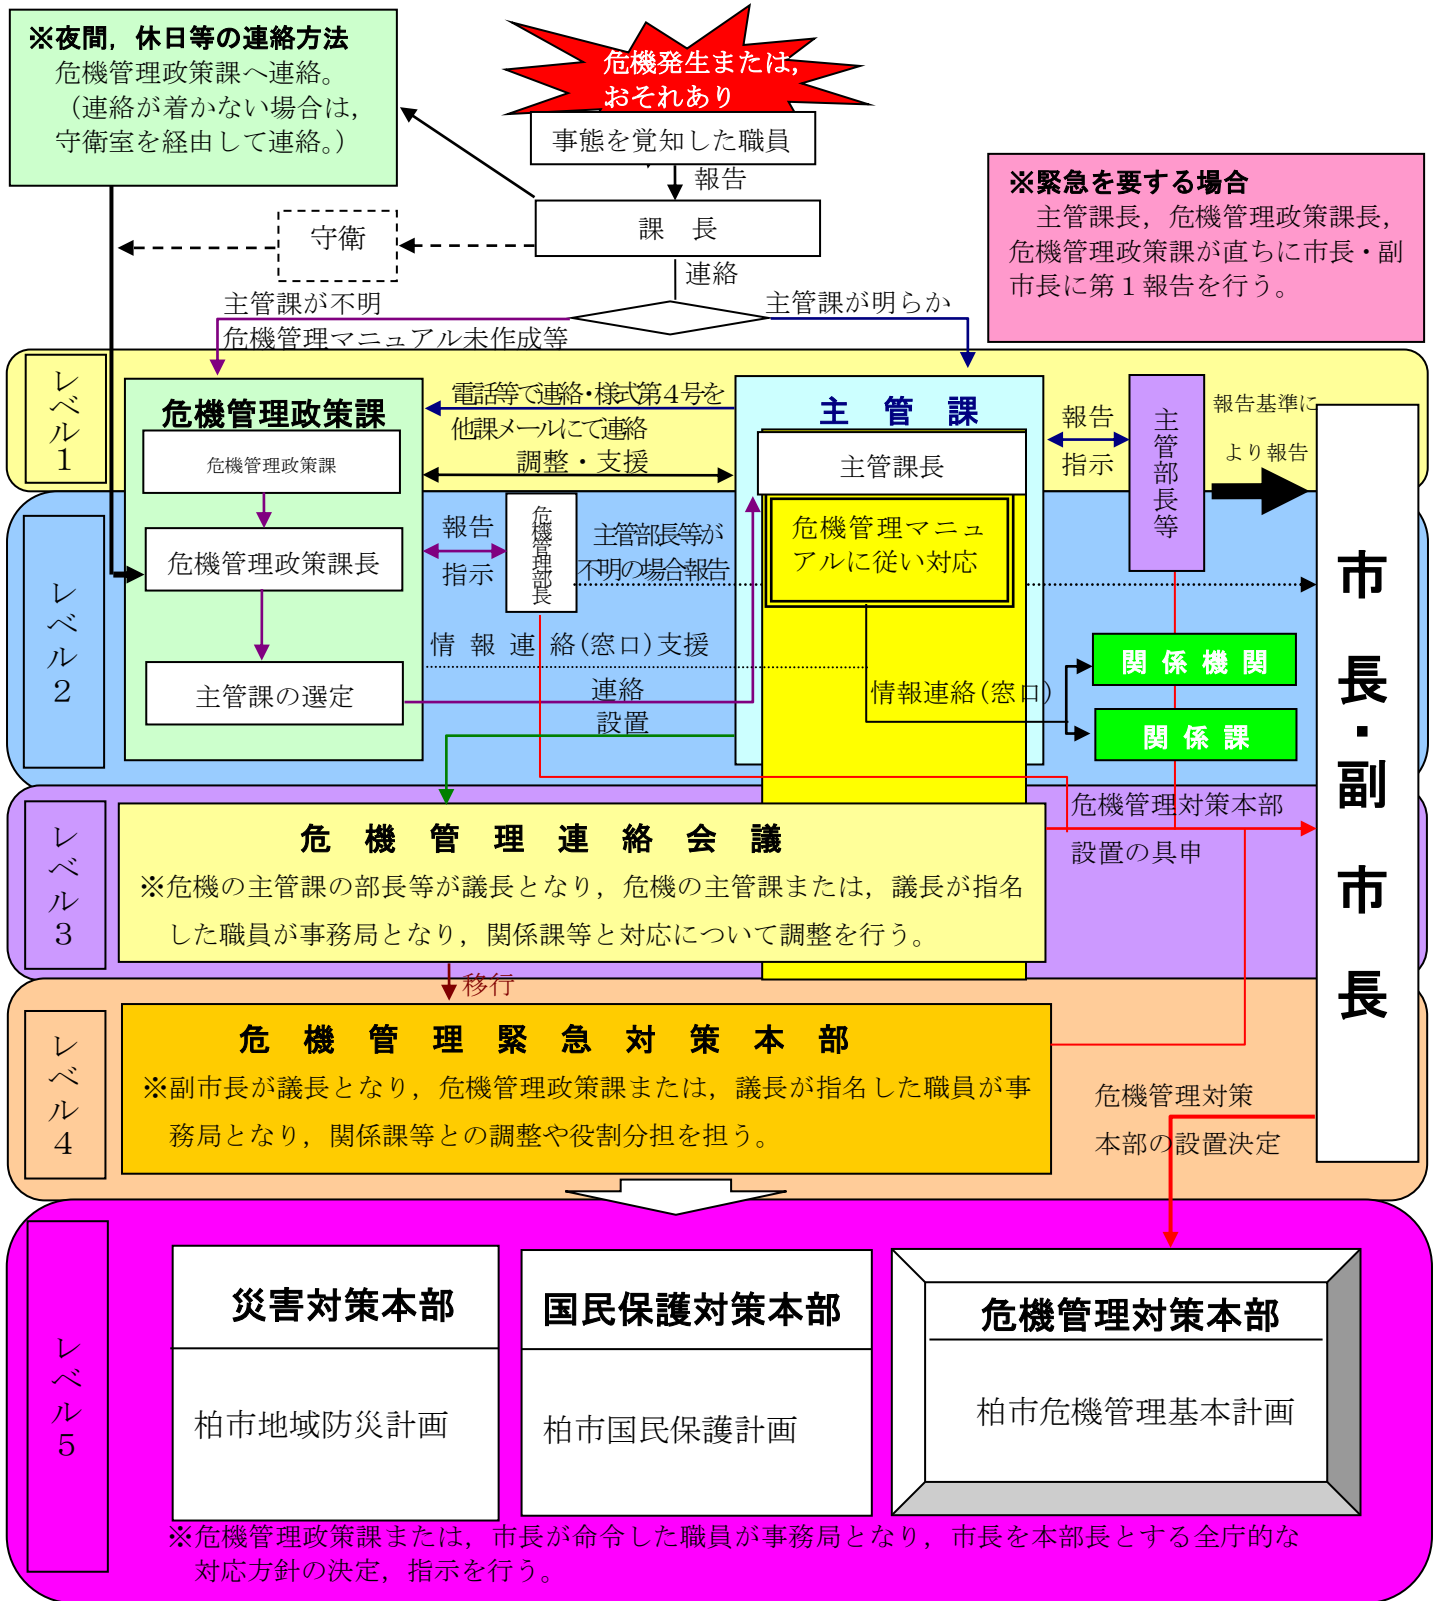 ※夜間，休日等の連絡方法
危機管理政策課へ連絡。
（連絡が着かない場合は，
守衛室を経由して連絡。）
危機発生または，
おそれあり
事態を覚知した職員
報告
課　長
守衛
連絡
※緊急を要する場合
主管課長，危機管理政策課長，
危機管理政策課が直ちに市長・副
市長に第１報告を行う。
主管課が不明
危機管理マニュアル未作成等
主管課が明らか
レベル１
危機管理政策課
危機管理政策課
危機管理政策課長
主管課の選定
電話等で連絡・様式第４号を
他課メールにて連絡
調整・支援
主　管　課
主管課長
危機管理マニュ
アルに従い対応
報告
指示
主管部長等
報告基準に
より報告
市長・副市長
レベル２
報告
指示
危機管理部長
主管部長等が
不明の場合報告
情 報 連 絡(窓口)支援
連絡
設置
情報連絡(窓口)
関 係 機 関
関 係 課
レベル３
危　機　管　理　連　絡　会　議
※危機の主管課の部長等が議長となり，危機の主管課または，議長が指名
した職員が事務局となり，関係課等と対応について調整を行う。
危機管理対策本部
設置の具申
移行
レベル４
危　機　管　理　緊　急　対　策　本　部
※副市長が議長となり，危機管理政策課または，議長が指名した職員が事
務局となり，関係課等との調整や役割分担を担う。
危機管理対策
本部の設置決定
レベル５
災害対策本部
柏市地域防災計画
国民保護対策本部
柏市国民保護計画
危機管理対策本部
柏市危機管理基本計画
※危機管理政策課または，市長が命令した職員が事務局となり，市長を本部長とする全庁的な
対応方針の決定，指示を行う。